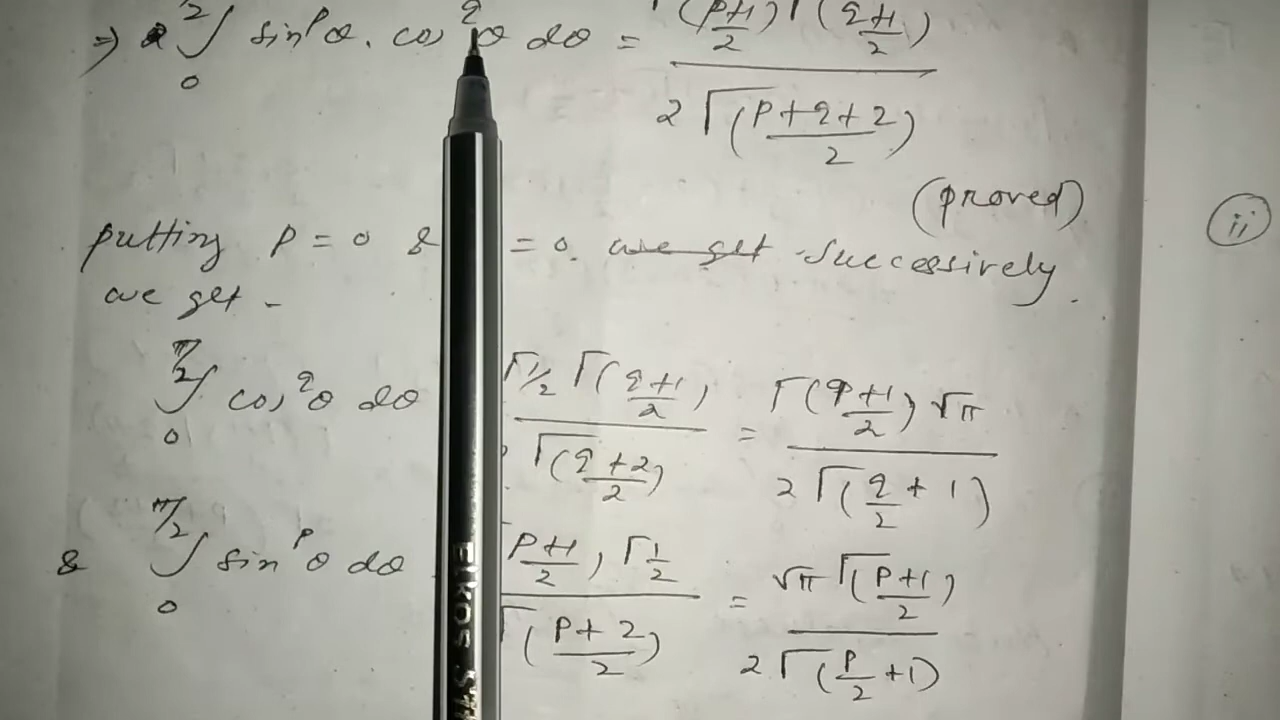 ⇒ ∫₀ 2 sin^p θ. cos^q θ dθ = Γ(p+1/2) Γ(q+1/2) / 2 Γ(p+q+2/2)
(proved)
ii
putting p = 0 & = 0. we get successively
we get -
∫₀^π/2 cos^q θ dθ Γ1/2 Γ(q+1/2) / Γ(q+2/2) = Γ(q+1/2) √π / 2 Γ(q/2 + 1)
& ∫₀^π/2 sin^p θ dθ p+1/2, Γ1/2 / Γ(p+2/2) = √π Γ(p+1/2) / 2 Γ(p/2 + 1)
ELKOS